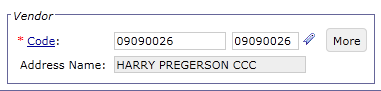 Vendor
* Code: 09090026 09090026 More
Address Name: HARRY PREGERSON CCC